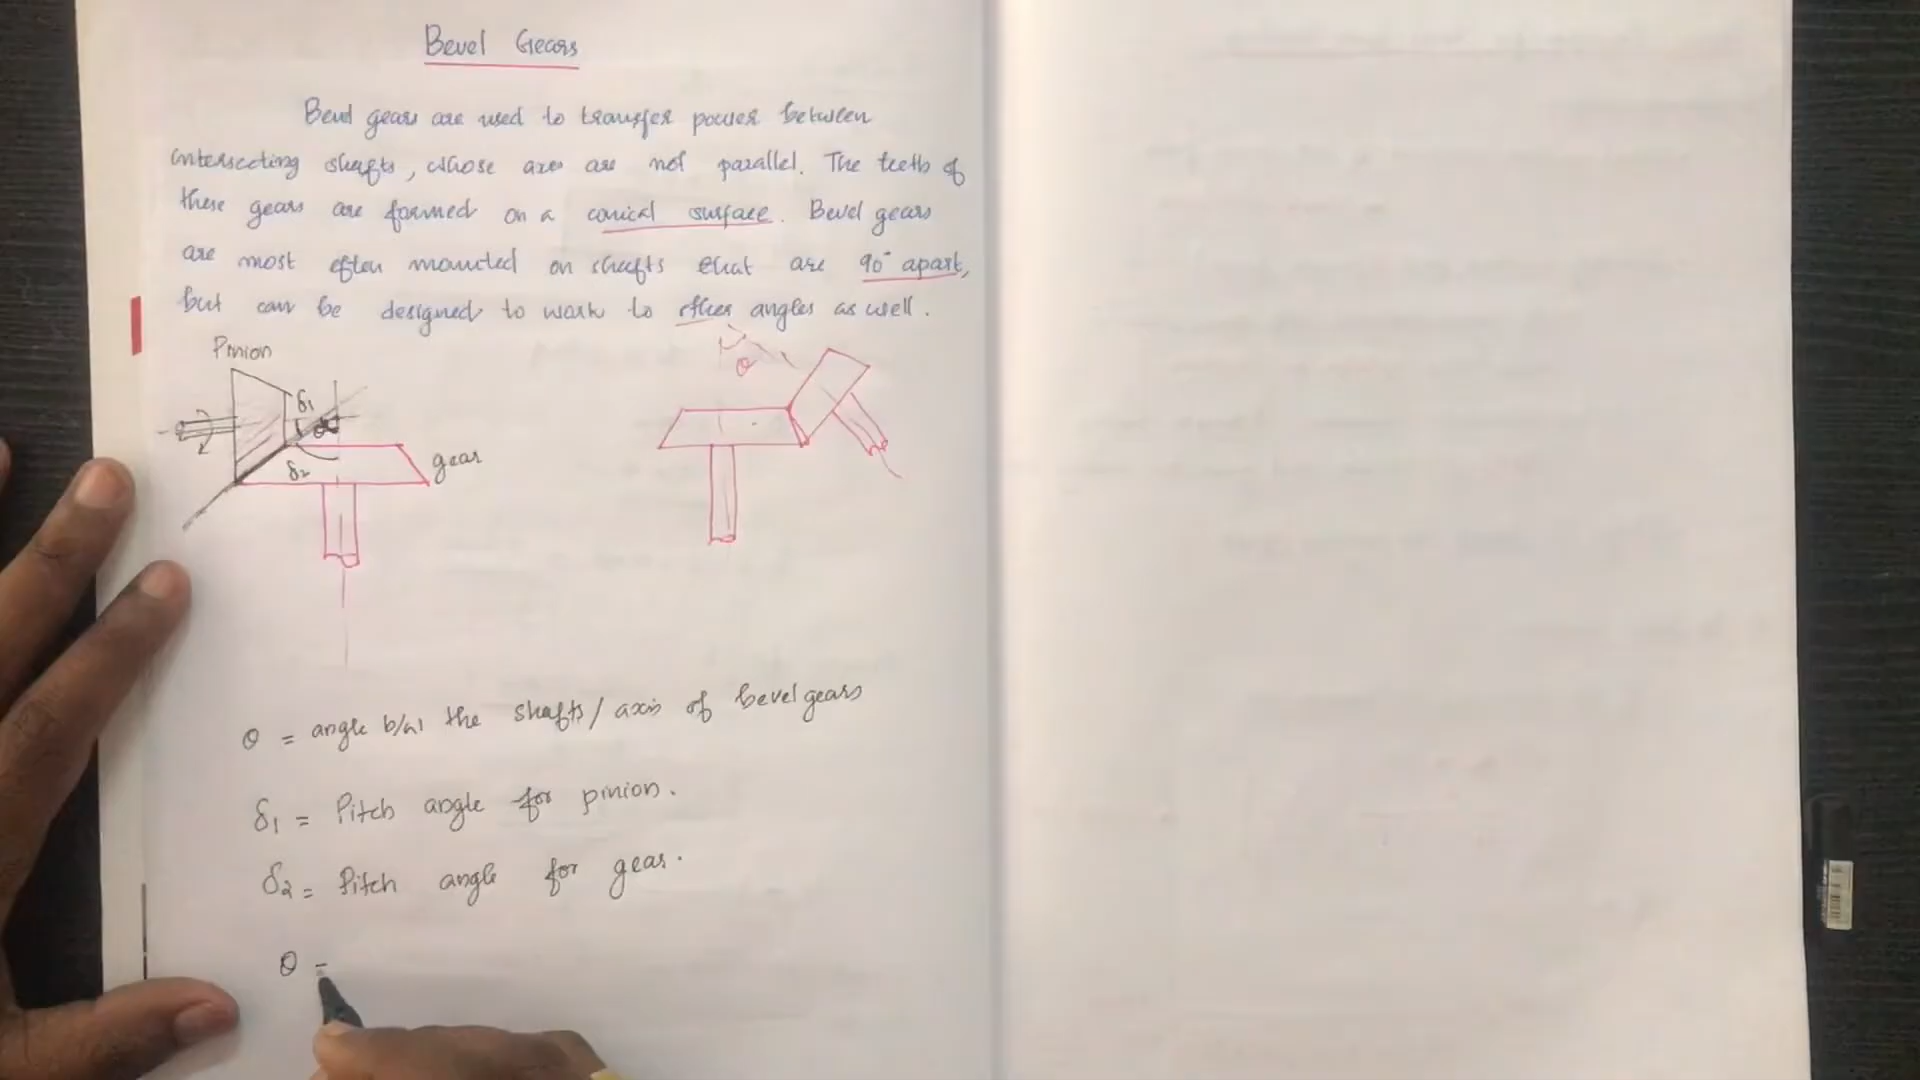 Bevel Gears
Bevel gears are used to transfer power between
intersecting shafts, whose axes are not parallel. The teeth of
these gears are formed on a conical surface. Bevel gears
are most often mounted on shafts that are 90° apart,
but can be designed to work to other angles as well.
Pinion
δ1
θ
δ2
gear
θ
θ = angle b/w the shafts / axis of bevel gears
δ1 = Pitch angle for pinion.
δ2 = Pitch angle for gear.
θ =